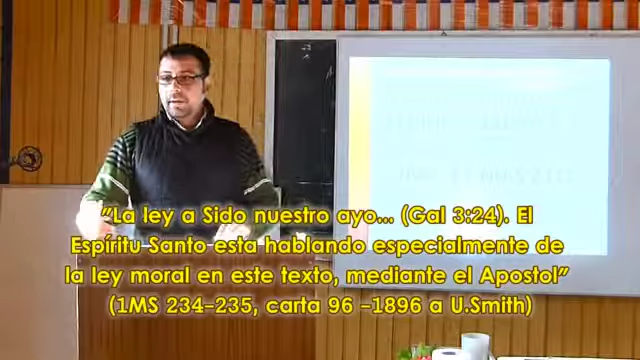 "La ley a Sido nuestro ayo... (Gal 3:24). El
Espíritu Santo esta hablando especialmente de
la ley moral en este texto, mediante el Apostol"
(1MS 234-235, carta 96 -1896 a U.Smith)